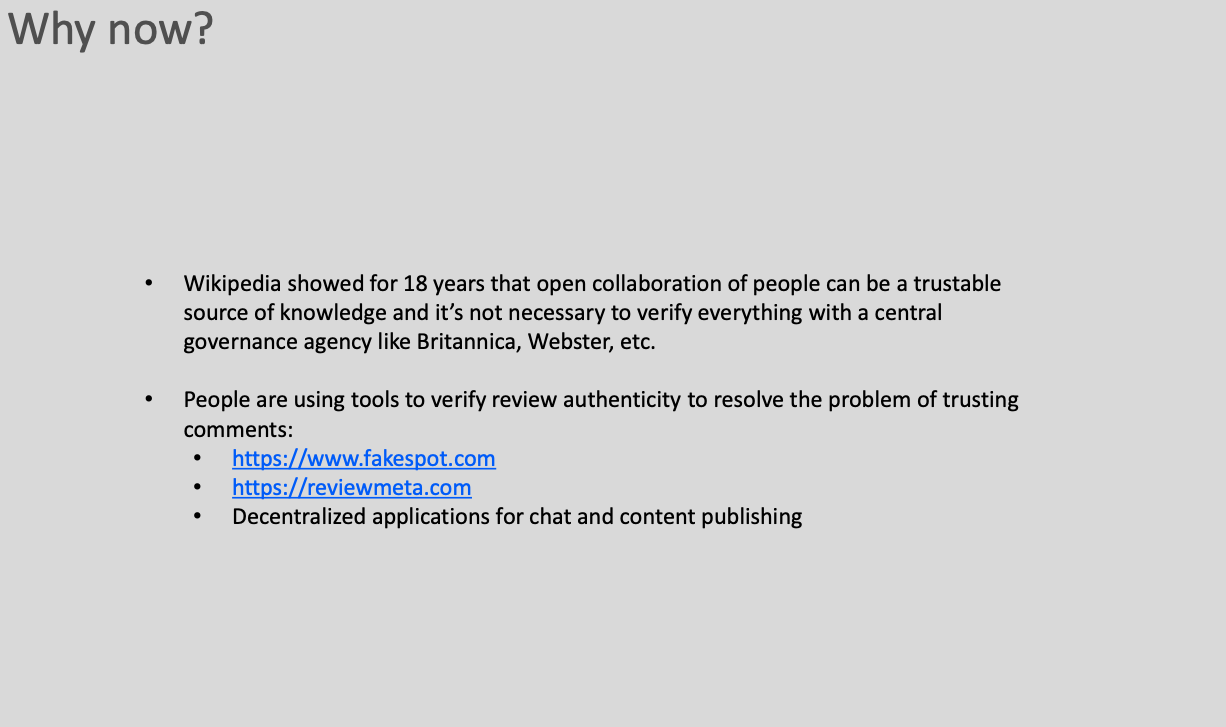 Why now?
• Wikipedia showed for 18 years that open collaboration of people can be a trustable
source of knowledge and it’s not necessary to verify everything with a central
governance agency like Britannica, Webster, etc.
• People are using tools to verify review authenticity to resolve the problem of trusting
comments:
• https://www.fakespot.com
• https://reviewmeta.com
• Decentralized applications for chat and content publishing